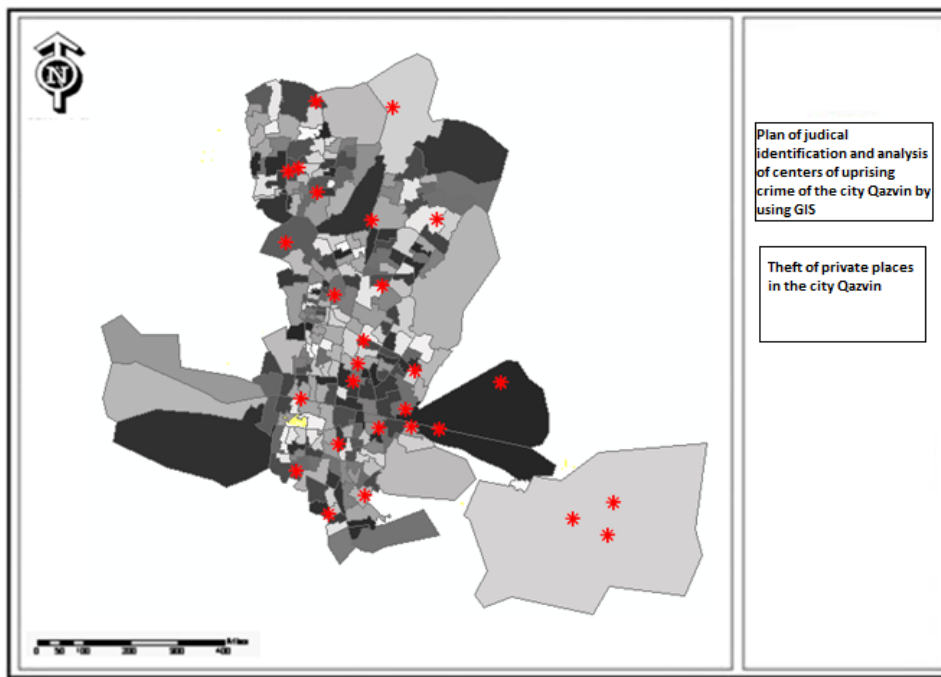 N
Plan of judical
identification and analysis
of centers of uprising
crime of the city Qazvin by
using GIS
Theft of private places
in the city Qazvin
0 50 100 200 300 400